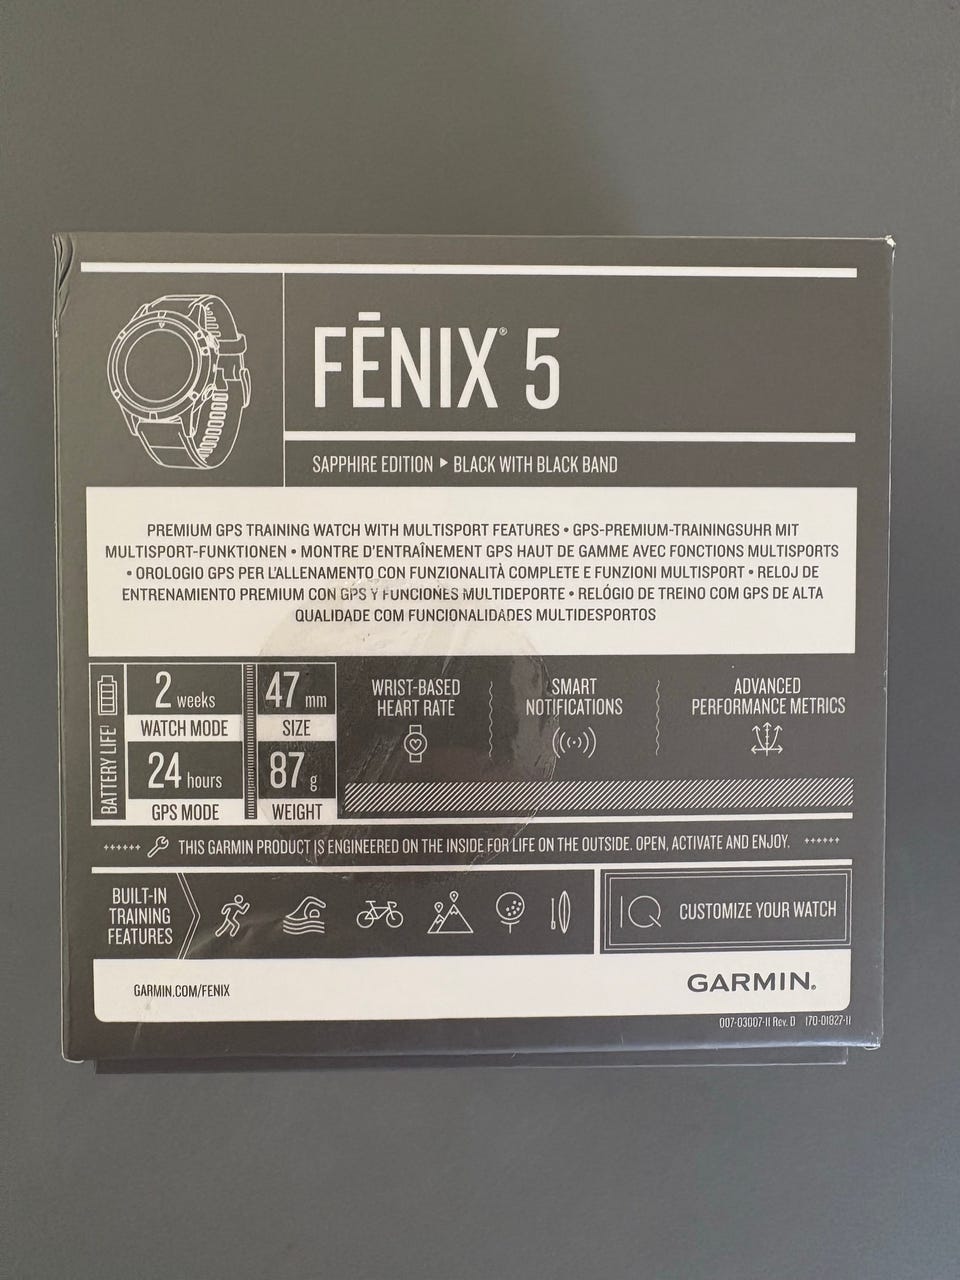 FĒNIX® 5
SAPPHIRE EDITION ▸ BLACK WITH BLACK BAND
PREMIUM GPS TRAINING WATCH WITH MULTISPORT FEATURES • GPS-PREMIUM-TRAININGSUHR MIT
MULTISPORT-FUNKTIONEN • MONTRE D'ENTRAÎNEMENT GPS HAUT DE GAMME AVEC FONCTIONS MULTISPORTS
• OROLOGIO GPS PER L'ALLENAMENTO CON FUNZIONALITÀ COMPLETE E FUNZIONI MULTISPORT • RELOJ DE
ENTRENAMIENTO PREMIUM CON GPS Y FUNCIONES MULTIDEPORTE • RELÓGIO DE TREINO COM GPS DE ALTA
QUALIDADE COM FUNCIONALIDADES MULTIDESPORTOS
BATTERY LIFE¹
2 weeks
WATCH MODE
24 hours
GPS MODE
47 mm
SIZE
87 g
WEIGHT
WRIST-BASED
HEART RATE
SMART
NOTIFICATIONS
ADVANCED
PERFORMANCE METRICS
THIS GARMIN PRODUCT IS ENGINEERED ON THE INSIDE FOR LIFE ON THE OUTSIDE. OPEN, ACTIVATE AND ENJOY.
BUILT-IN
TRAINING
FEATURES
IQ CUSTOMIZE YOUR WATCH
GARMIN.COM/FENIX
GARMIN®
007-03007-11 Rev. D 170-01827-11